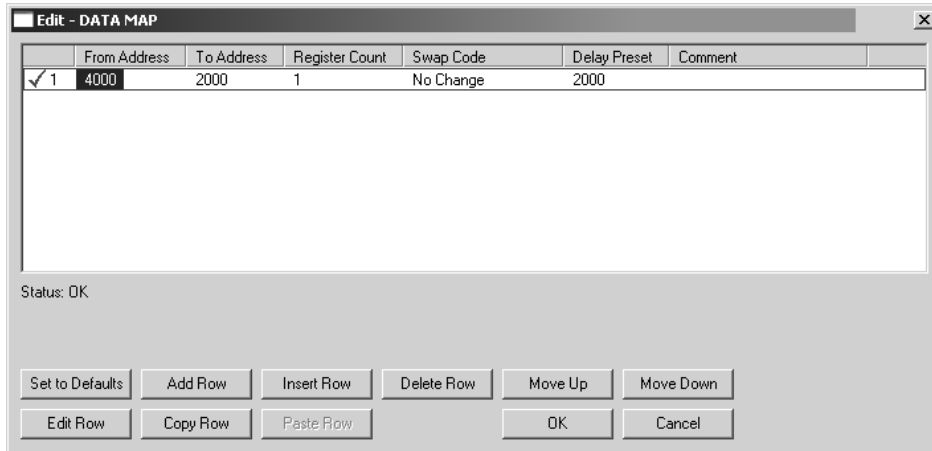 Edit - DATA MAP
From Address To Address Register Count Swap Code Delay Preset Comment
1 4000 2000 1 No Change 2000
Status: OK
Set to Defaults Add Row Insert Row Delete Row Move Up Move Down
Edit Row Copy Row Paste Row OK Cancel